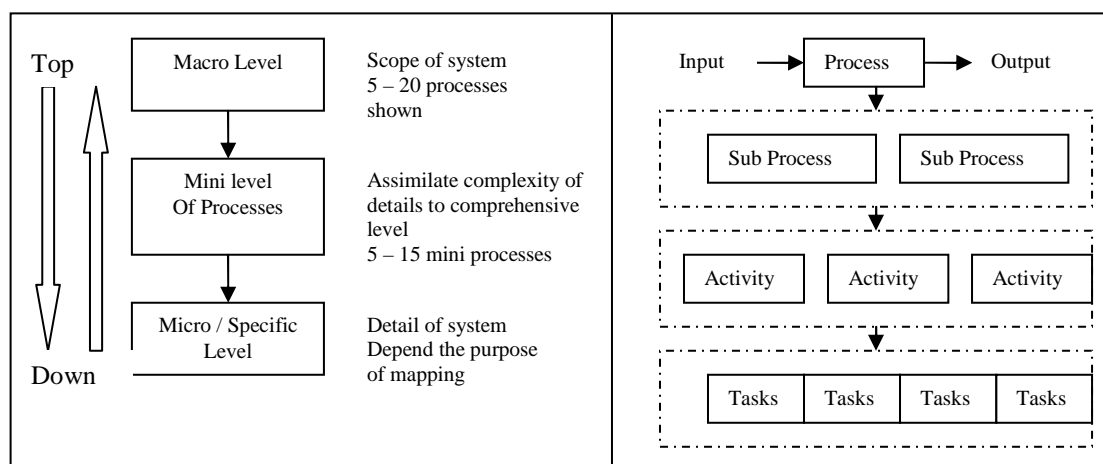 Top
Down
Macro Level
Scope of system
5 – 20 processes
shown
Mini level
Of Processes
Assimilate complexity of
details to comprehensive
level
5 – 15 mini processes
Micro / Specific
Level
Detail of system
Depend the purpose
of mapping
Input
Process
Output
Sub Process
Sub Process
Activity
Activity
Activity
Tasks
Tasks
Tasks
Tasks